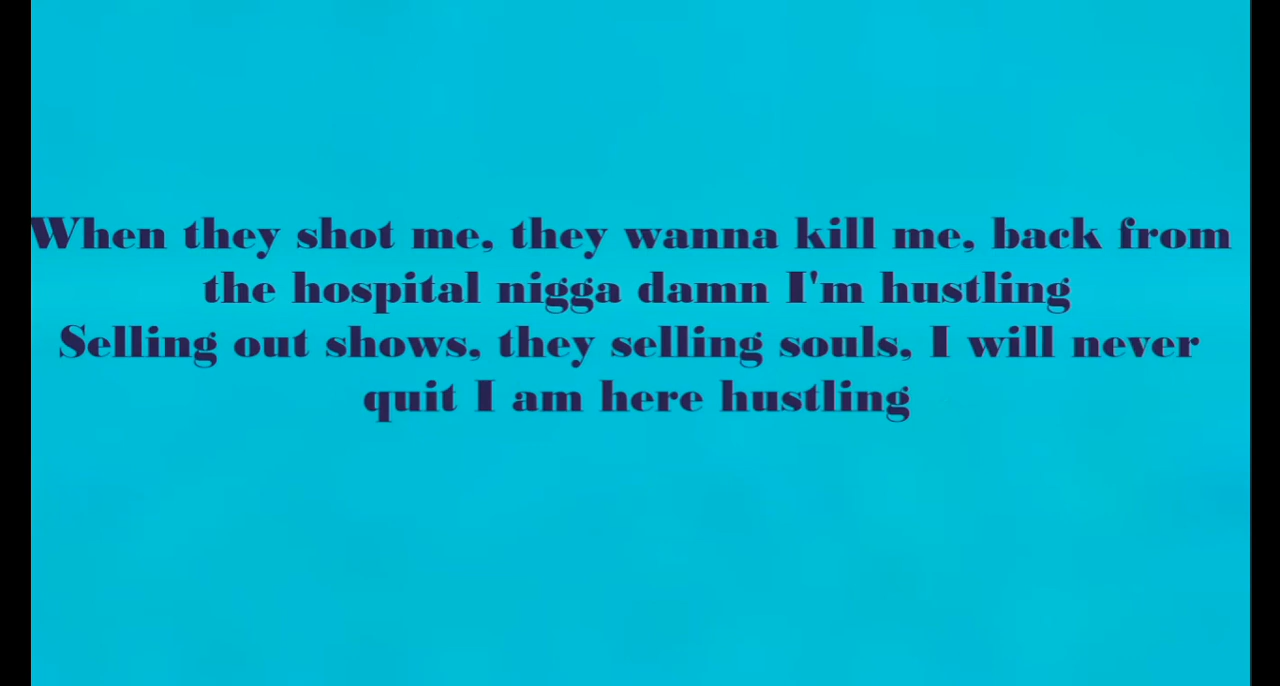 When they shot me, they wanna kill me, back from
the hospital nigga damn I'm hustling
Selling out shows, they selling souls, I will never
quit I am here hustling